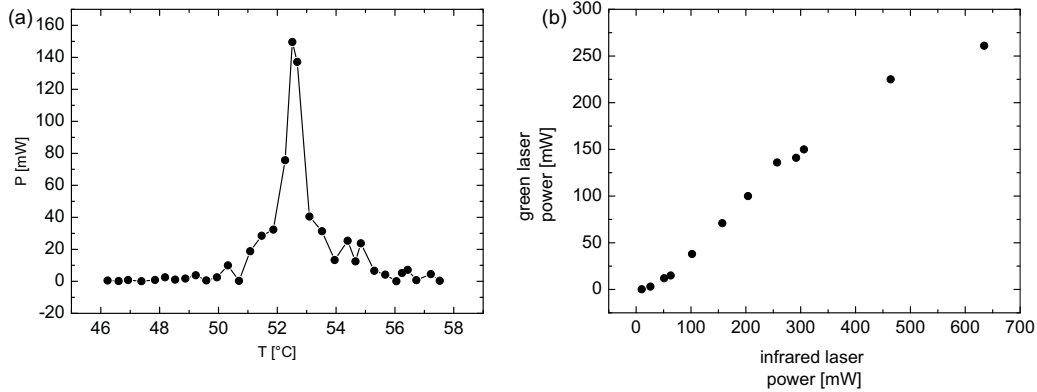 (a)
160
140
120
100
80
60
40
20
0
-20
P [mW]
46 48 50 52 54 56 58
T [°C]
(b)
300
250
200
150
100
50
0
green laser
power [mW]
0 100 200 300 400 500 600 700
infrared laser
power [mW]